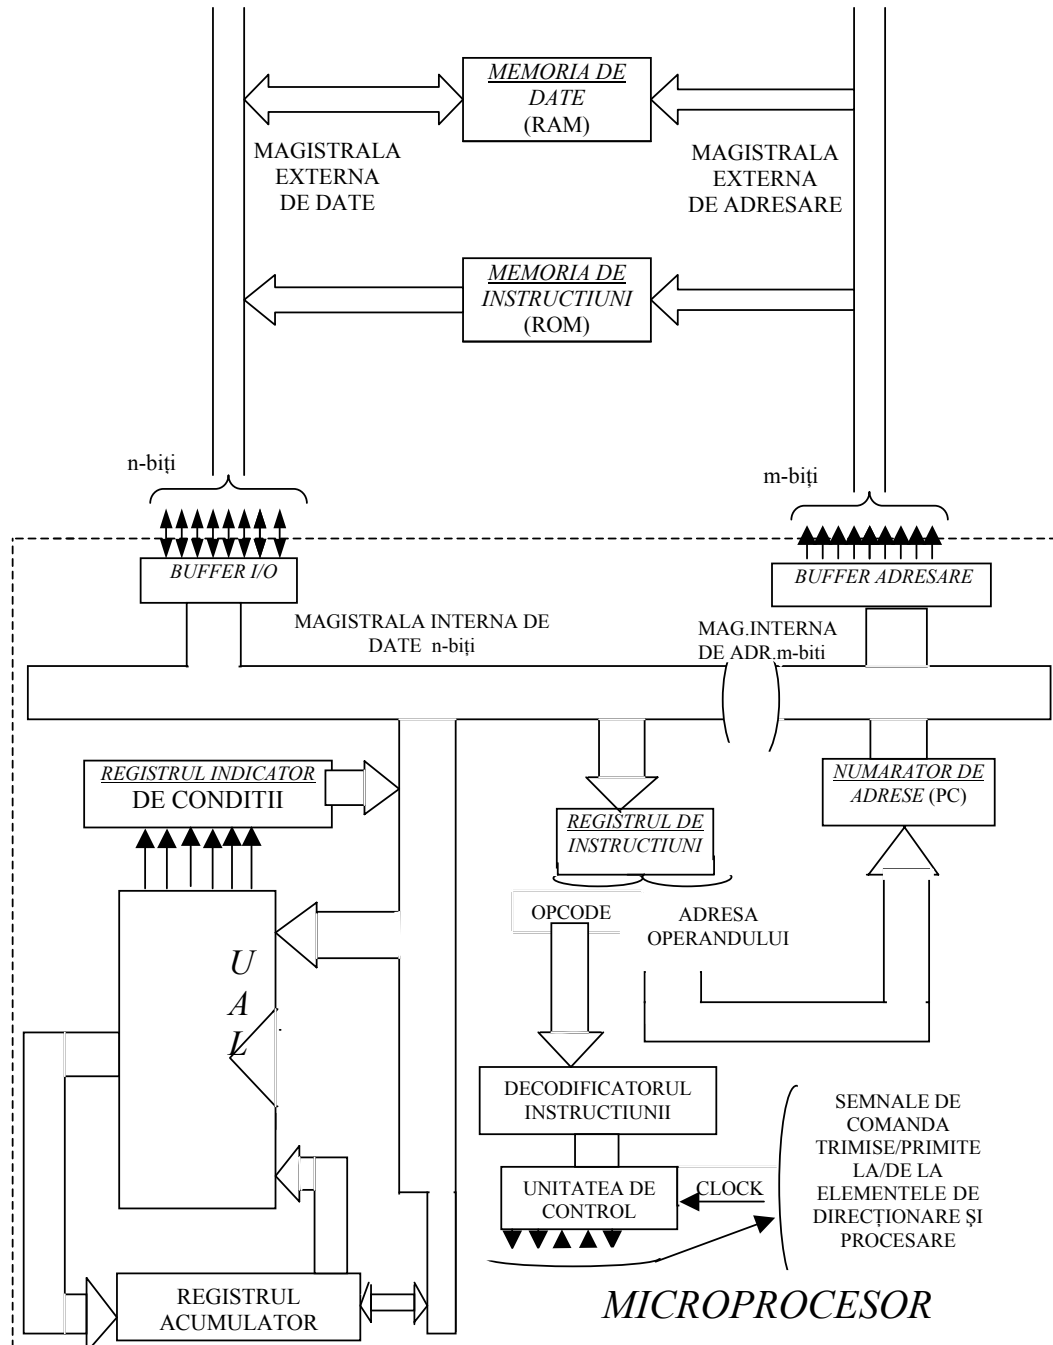 MEMORIA DE
DATE
(RAM)
MAGISTRALA
EXTERNA
DE DATE
MAGISTRALA
EXTERNA
DE ADRESARE
MEMORIA DE
INSTRUCTIUNI
(ROM)
n-biți
m-biți
BUFFER I/O
BUFFER ADRESARE
MAGISTRALA INTERNA DE
DATE n-biți
MAG.INTERNA
DE ADR.m-biti
REGISTRUL INDICATOR
DE CONDITII
NUMARATOR DE
ADRESE (PC)
REGISTRUL DE
INSTRUCTIUNI
OPCODE
ADRESA
OPERANDULUI
U
A
L
DECODIFICATORUL
INSTRUCTIUNII
UNITATEA DE
CONTROL
CLOCK
SEMNALE DE
COMANDA
TRIMISE/PRIMITE
LA/DE LA
ELEMENTELE DE
DIRECȚIONARE ȘI
PROCESARE
REGISTRUL
ACUMULATOR
MICROPROCESOR